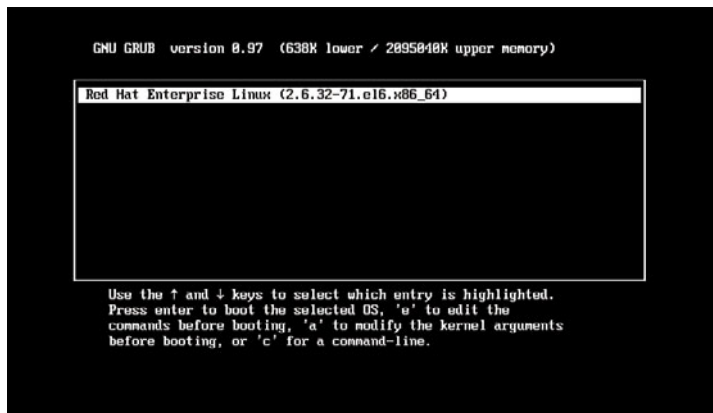 GNU GRUB  version 0.97  (638K lower / 2095040K upper memory)
Red Hat Enterprise Linux (2.6.32-71.el6.x86_64)
Use the ↑ and ↓ keys to select which entry is highlighted.
Press enter to boot the selected OS, 'e' to edit the
commands before booting, 'a' to modify the kernel arguments
before booting, or 'c' for a command-line.